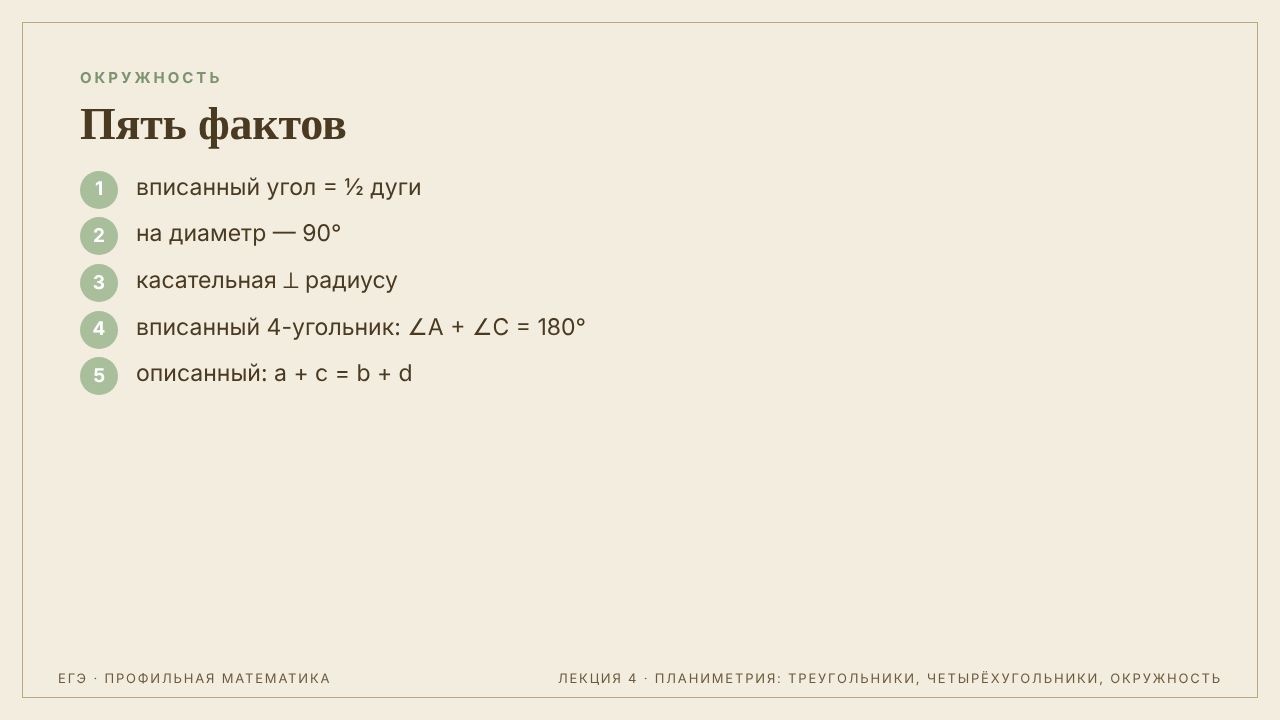 ОКРУЖНОСТЬ
Пять фактов
1 вписанный угол = ½ дуги
2 на диаметр — 90°
3 касательная ⊥ радиусу
4 вписанный 4-угольник: ∠A + ∠C = 180°
5 описанный: a + c = b + d
ЕГЭ · ПРОФИЛЬНАЯ МАТЕМАТИКА
ЛЕКЦИЯ 4 · ПЛАНИМЕТРИЯ: ТРЕУГОЛЬНИКИ, ЧЕТЫРЁХУГОЛЬНИКИ, ОКРУЖНОСТЬ